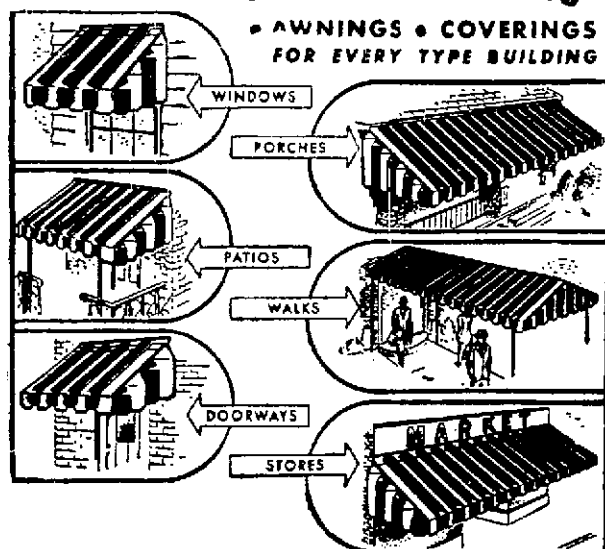 • AWNINGS • COVERINGS
FOR EVERY TYPE BUILDING
WINDOWS
PORCHES
PATIOS
WALKS
DOORWAYS
MARKET
STORES